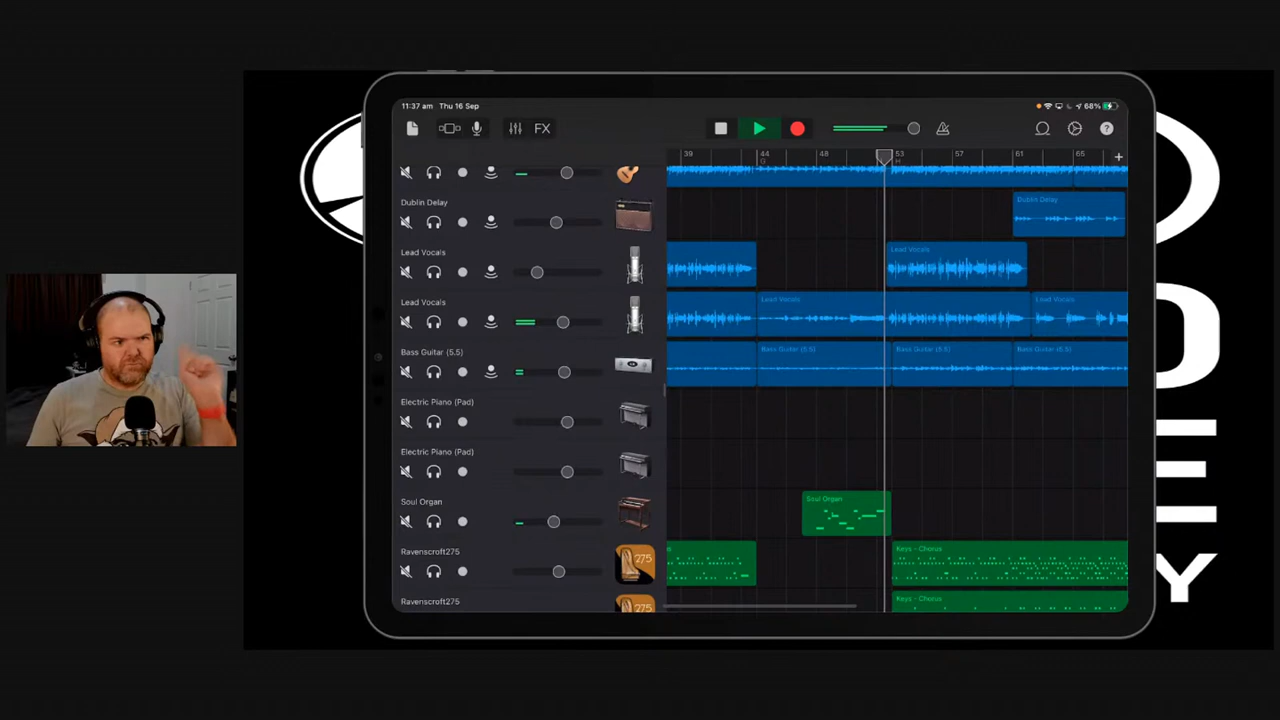 11:37 am Thu 16 Sep
68%
FX
39 44 48 53 57 61 65
G H
Dublin Delay
Dublin Delay
Lead Vocals
Lead Vocals
Lead Vocals
Lead Vocals
Lead Vocals
Bass Guitar (5.5)
Bass Guitar (5.5)
Bass Guitar (5.5)
Bass Guitar (5.5)
Electric Piano (Pad)
Electric Piano (Pad)
Soul Organ
Soul Organ
Ravenscroft275
275
Keys - Chorus
Ravenscroft275
275
Keys - Chorus
D
E
Y